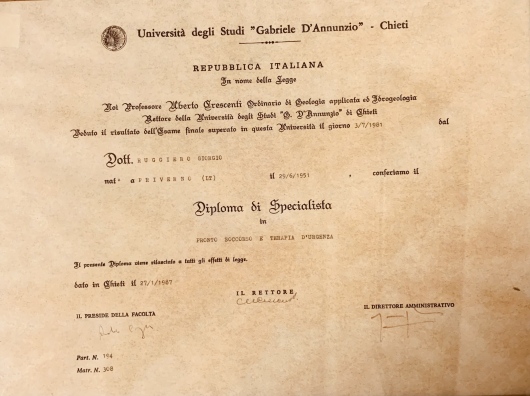 Università degli Studi "Gabriele D'Annunzio" - Chieti
REPUBBLICA ITALIANA
In nome della Legge
Noi Professore Uberto Crescenti Ordinario di Geologia applicata ed Idrogeologia
Rettore della Università degli Studi "G. D'Annunzio" di Chieti
Veduto il risultato dell'Esame finale superato in questa Università il giorno 3/7/1981 dal
Dott. RUGGIERO GIORGIO
nat- a PRIVERNO (LT) il 29/6/1951 , conferiamo il
Diploma di Specialista
in
PRONTO SOCCORSO E TERAPIA D'URGENZA
Il presente Diploma viene rilasciato a tutti gli effetti di legge.
dato in Chieti il 27/1/1987
IL RETTORE
IL PRESIDE DELLA FACOLTA
IL DIRETTORE AMMINISTRATIVO
Part. N. 194
Matr. N. 308